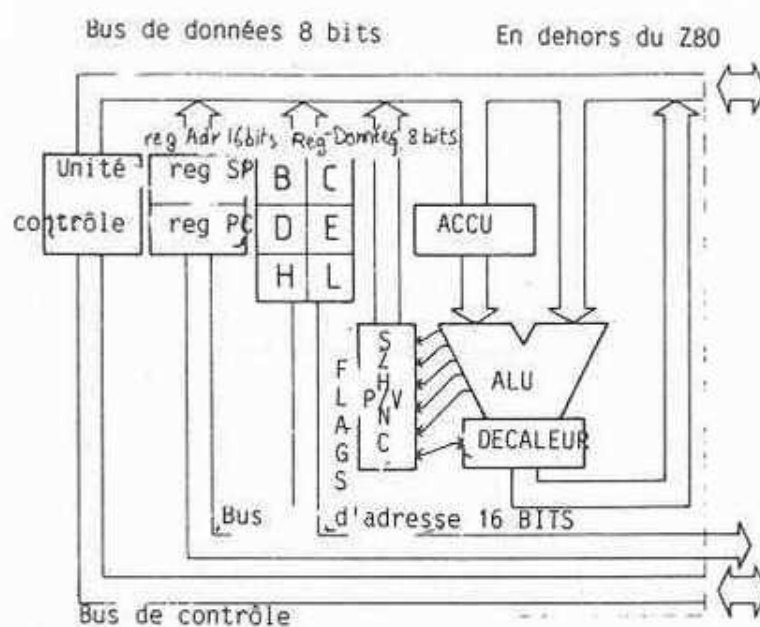 Bus de données 8 bits
En dehors du Z80
reg Adr 16bits Reg-Données 8 bits
Unité
contrôle
reg SP
reg PC
B C
D E
H L
ACCU
FLAGS
S
Z
H
P/V
N
C
ALU
DECALEUR
Bus d'adresse 16 BITS
Bus de contrôle